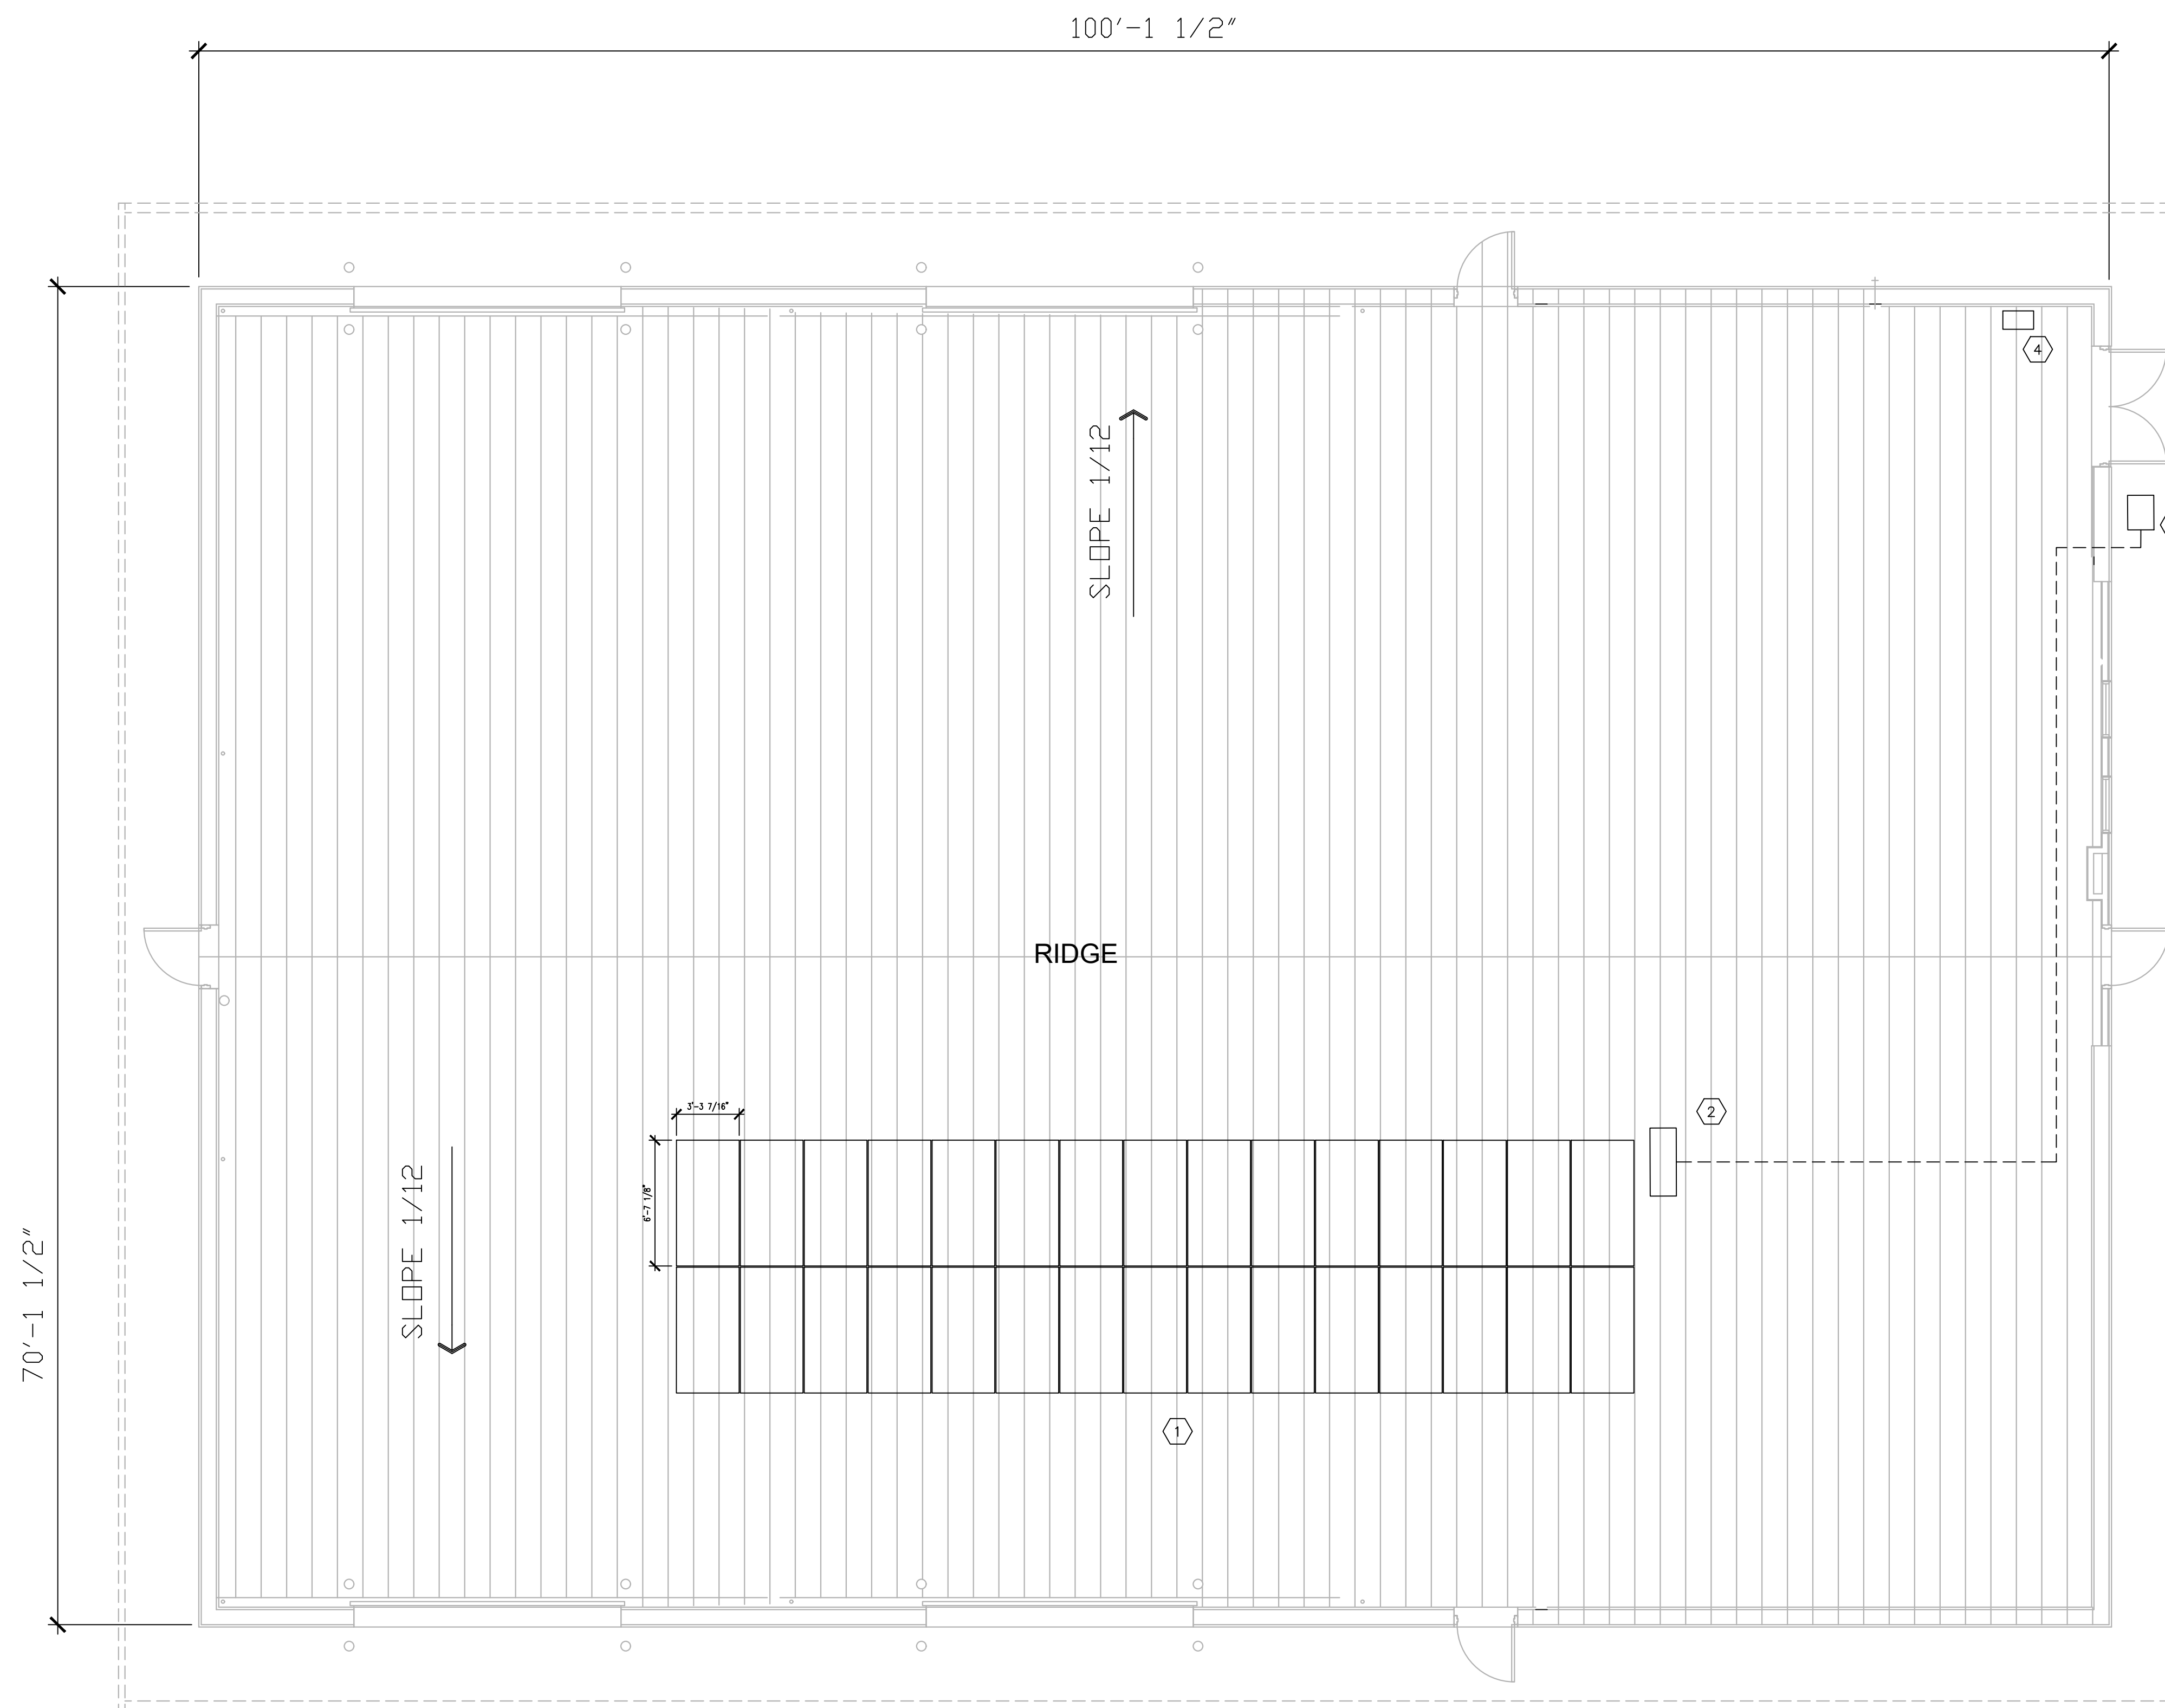 100'-1 1/2"
4
SLOPE 1/12
RIDGE
3'-3 7/16"
2
6'-7 1/8"
SLOPE 1/12
70'-1 1/2"
1